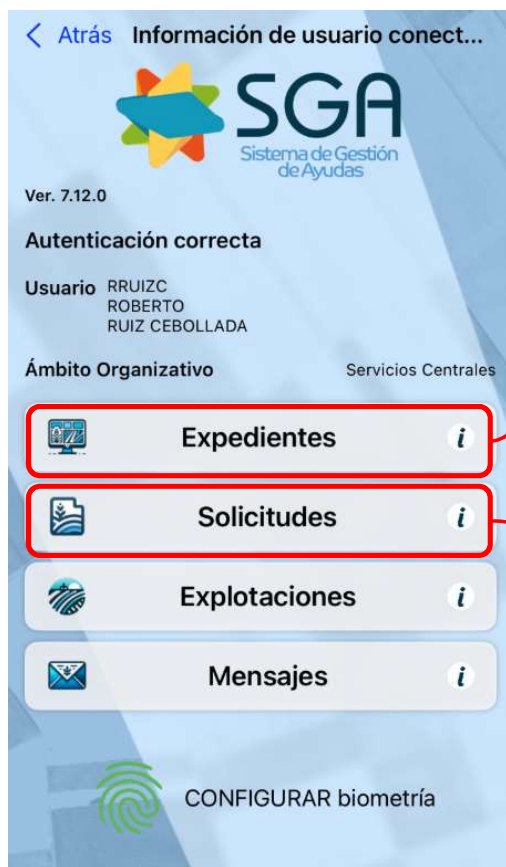 Atrás Información de usuario conect...
SGA
Sistema de Gestión
de Ayudas
Ver. 7.12.0
Autenticación correcta
Usuario RRUIZC
ROBERTO
RUIZ CEBOLLADA
Ámbito Organizativo Servicios Centrales
Expedientes i
Solicitudes i
Explotaciones i
Mensajes i
CONFIGURAR biometría